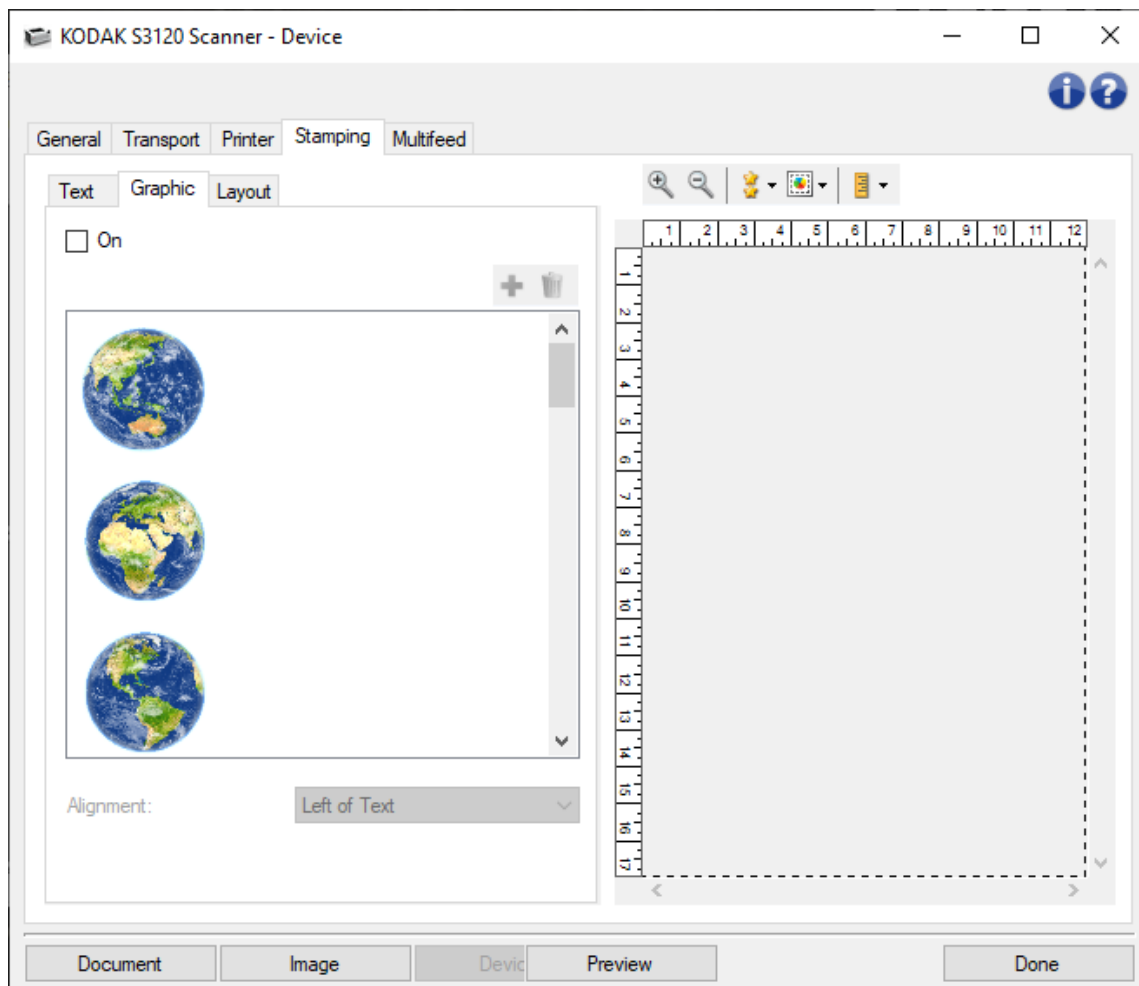 KODAK S3120 Scanner - Device
General Transport Printer Stamping Multifeed
Text Graphic Layout
On
1 2 3 4 5 6 7 8 9 10 11 12
1
2
3
4
5
6
7
8
9
10
11
12
13
14
15
16
17
Alignment: Left of Text
Document Image Devic Preview Done